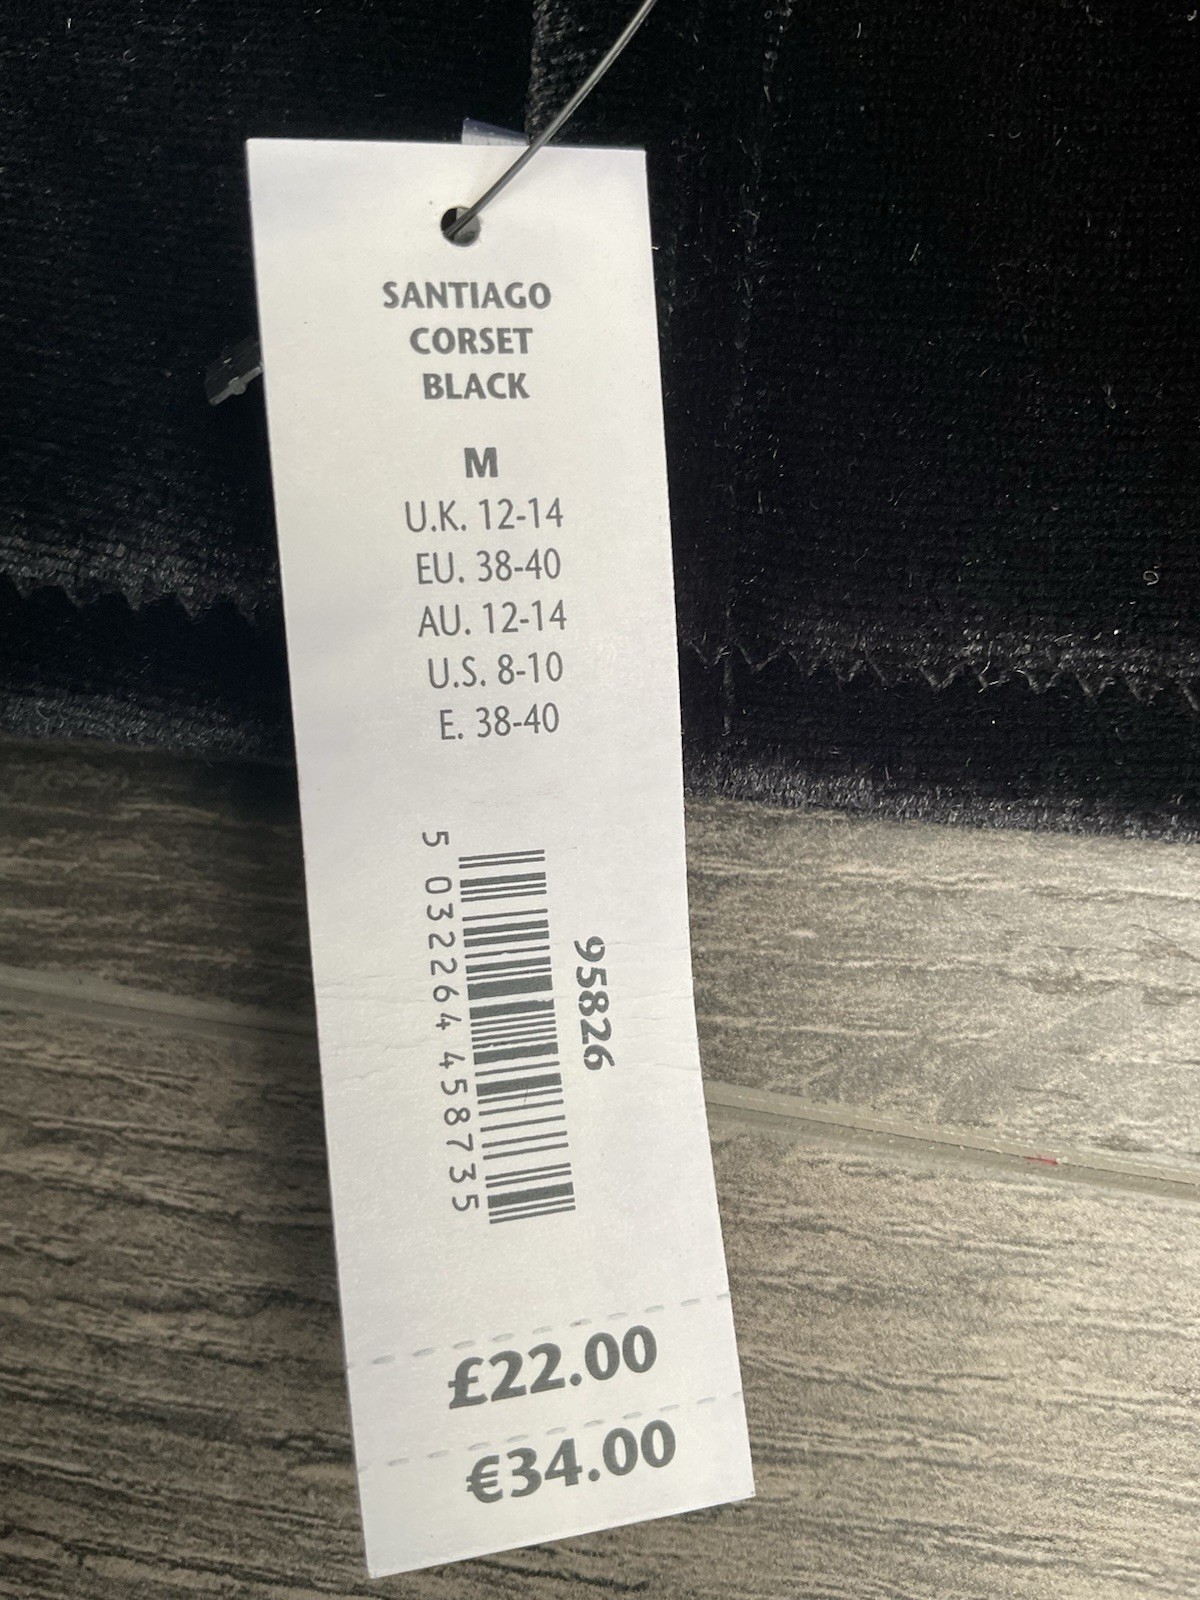 SANTIAGO
CORSET
BLACK
M
U.K. 12-14
EU. 38-40
AU. 12-14
U.S. 8-10
E. 38-40
95826
5 032264 458735
£22.00
€34.00